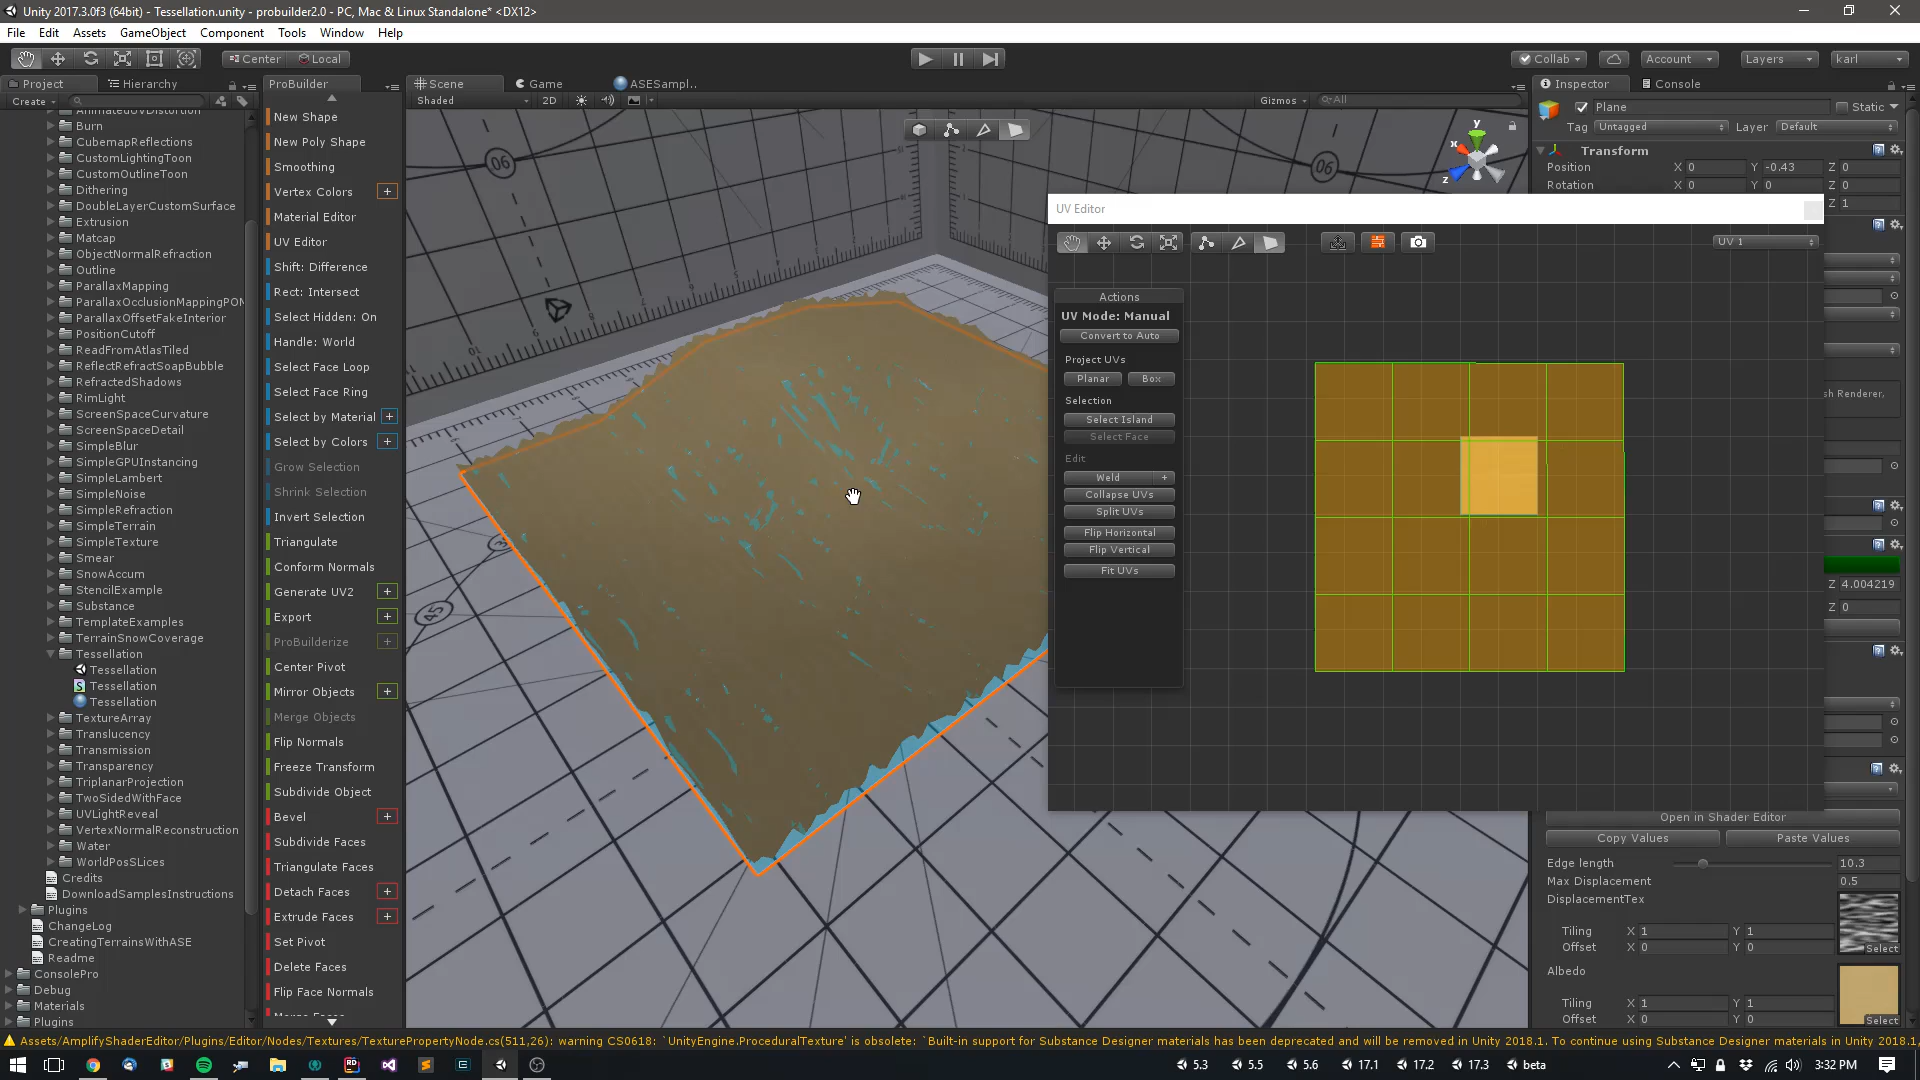 Unity 2017.3.0f3 (64bit) - Tessellation.unity - probuilder2.0 - PC, Mac & Linux Standalone* <DX12>
File Edit Assets GameObject Component Tools Window Help
Center Local
Collab Account Layers karl
Project Hierarchy
ProBuilder
Scene Game ASESampl..
Inspector Console
Create
Shaded 2D
Gizmos All
Burn
CubemapReflections
CustomLightingToon
CustomOutlineToon
Dithering
DoubleLayerCustomSurface
Extrusion
Matcap
ObjectNormalRefraction
Outline
ParallaxMapping
ParallaxOcclusionMappingPOM
ParallaxOffsetFakeInterior
PositionCutoff
ReadFromAtlasTiled
ReflectRefractSoapBubble
RefractedShadows
RimLight
ScreenSpaceCurvature
ScreenSpaceDetail
SimpleBlur
SimpleGPUInstancing
SimpleLambert
SimpleNoise
SimpleRefraction
SimpleTerrain
SimpleTexture
Smear
SnowAccum
StencilExample
Substance
TemplateExamples
TerrainSnowCoverage
Tessellation
Tessellation
Tessellation
Tessellation
TextureArray
Translucency
Transmission
Transparency
TriplanarProjection
TwoSidedWithFace
UVLightReveal
VertexNormalReconstruction
Water
WorldPosSLices
Credits
DownloadSamplesInstructions
Plugins
ChangeLog
CreatingTerrainsWithASE
Readme
ConsolePro
Debug
Materials
Plugins
New Shape
New Poly Shape
Smoothing
Vertex Colors +
Material Editor
UV Editor
Shift: Difference
Rect: Intersect
Select Hidden: On
Handle: World
Select Face Loop
Select Face Ring
Select by Material +
Select by Colors +
Grow Selection
Shrink Selection
Invert Selection
Triangulate
Conform Normals
Generate UV2 +
Export +
ProBuilderize +
Center Pivot
Mirror Objects +
Merge Objects
Flip Normals
Freeze Transform
Subdivide Object
Bevel +
Subdivide Faces
Triangulate Faces
Detach Faces +
Extrude Faces +
Set Pivot
Delete Faces
Flip Face Normals
Merge Faces
06
06
10
45
y
x
z
UV Editor
UV 1
Actions
UV Mode: Manual
Convert to Auto
Project UVs
Planar Box
Selection
Select Island
Select Face
Edit
Weld +
Collapse UVs
Split UVs
Flip Horizontal
Flip Vertical
Fit UVs
Plane Static
Tag Untagged Layer Default
Transform
Position X 0 Y -0.43 Z 0
Rotation X 0 Y 0 Z 0
Z 1
sh Renderer,
Z 4.004219
Z 0
Open in Shader Editor
Copy Values Paste Values
Edge length 10.3
Max Displacement 0.5
DisplacementTex
Tiling X 1 Y 1
Offset X 0 Y 0
Select
Albedo
Tiling X 1 Y 1
Offset X 0 Y 0
Select
Assets/AmplifyShaderEditor/Plugins/Editor/Nodes/Textures/TexturePropertyNode.cs(511,26): warning CS0618: `UnityEngine.ProceduralTexture' is obsolete: `Built-in support for Substance Designer materials has been deprecated and will be removed in Unity 2018.1. To continue using Substance Designer materials in Unity 2018.1,
5.3 5.5 5.6 17.1 17.2 17.3 beta
3:32 PM